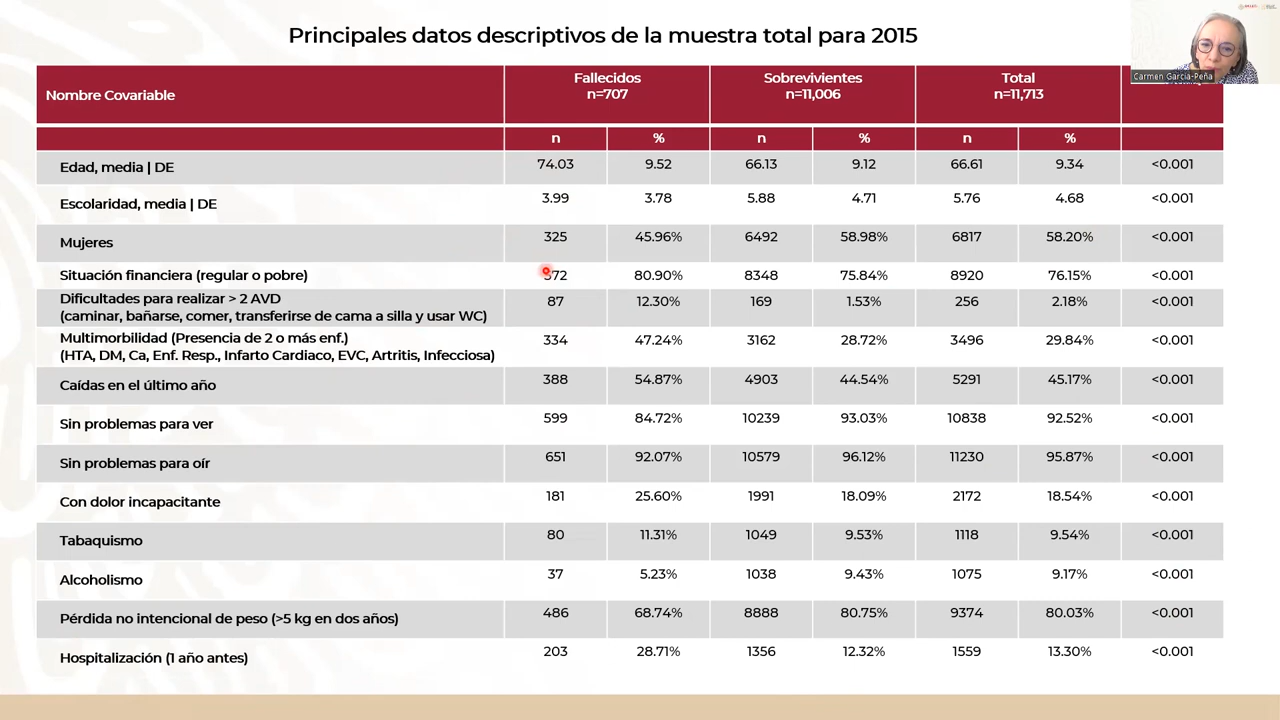 Principales datos descriptivos de la muestra total para 2015
Carmen García-Peña
Nombre Covariable Fallecidos n=707 Sobrevivientes n=11,006 Total n=11,713
n % n % n %
Edad, media | DE 74.03 9.52 66.13 9.12 66.61 9.34 <0.001
Escolaridad, media | DE 3.99 3.78 5.88 4.71 5.76 4.68 <0.001
Mujeres 325 45.96% 6492 58.98% 6817 58.20% <0.001
Situación financiera (regular o pobre) 572 80.90% 8348 75.84% 8920 76.15% <0.001
Dificultades para realizar > 2 AVD
(caminar, bañarse, comer, transferirse de cama a silla y usar WC) 87 12.30% 169 1.53% 256 2.18% <0.001
Multimorbilidad (Presencia de 2 o más enf.)
(HTA, DM, Ca, Enf. Resp., Infarto Cardiaco, EVC, Artritis, Infecciosa) 334 47.24% 3162 28.72% 3496 29.84% <0.001
Caídas en el último año 388 54.87% 4903 44.54% 5291 45.17% <0.001
Sin problemas para ver 599 84.72% 10239 93.03% 10838 92.52% <0.001
Sin problemas para oír 651 92.07% 10579 96.12% 11230 95.87% <0.001
Con dolor incapacitante 181 25.60% 1991 18.09% 2172 18.54% <0.001
Tabaquismo 80 11.31% 1049 9.53% 1118 9.54% <0.001
Alcoholismo 37 5.23% 1038 9.43% 1075 9.17% <0.001
Pérdida no intencional de peso (>5 kg en dos años) 486 68.74% 8888 80.75% 9374 80.03% <0.001
Hospitalización (1 año antes) 203 28.71% 1356 12.32% 1559 13.30% <0.001